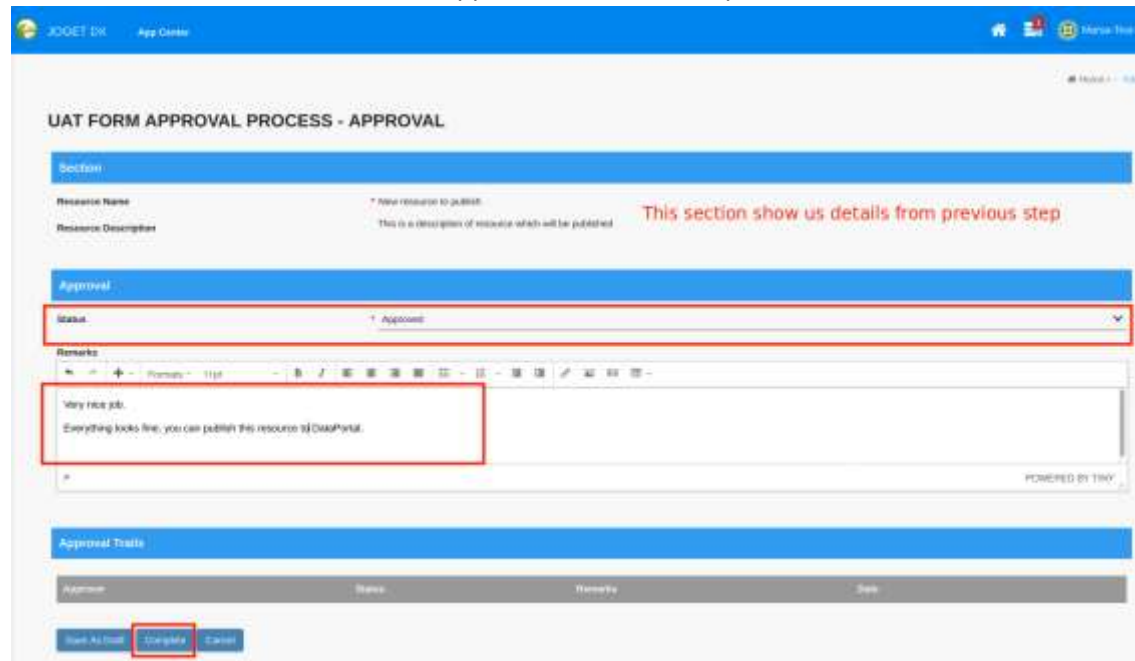 JOGET DX App Center
Home
UAT FORM APPROVAL PROCESS - APPROVAL
Section
Resource Name * New resource to publish
Resource Description This is a description of resource which will be published
This section show us details from previous step
Approval
Status * Approved
Remarks
Formats 11pt B I
Very nice job.
Everything looks fine, you can publish this resource to DataPortal.
P
POWERED BY TINY
Approval Trails
Approver Status Remarks Date
Save As Draft Complete Cancel